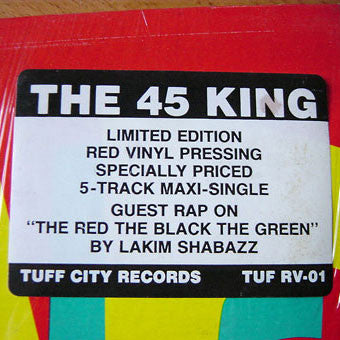 THE 45 KING
LIMITED EDITION
RED VINYL PRESSING
SPECIALLY PRICED
5-TRACK MAXI-SINGLE
GUEST RAP ON
"THE RED THE BLACK THE GREEN"
BY LAKIM SHABAZZ
TUFF CITY RECORDS TUF RV-01